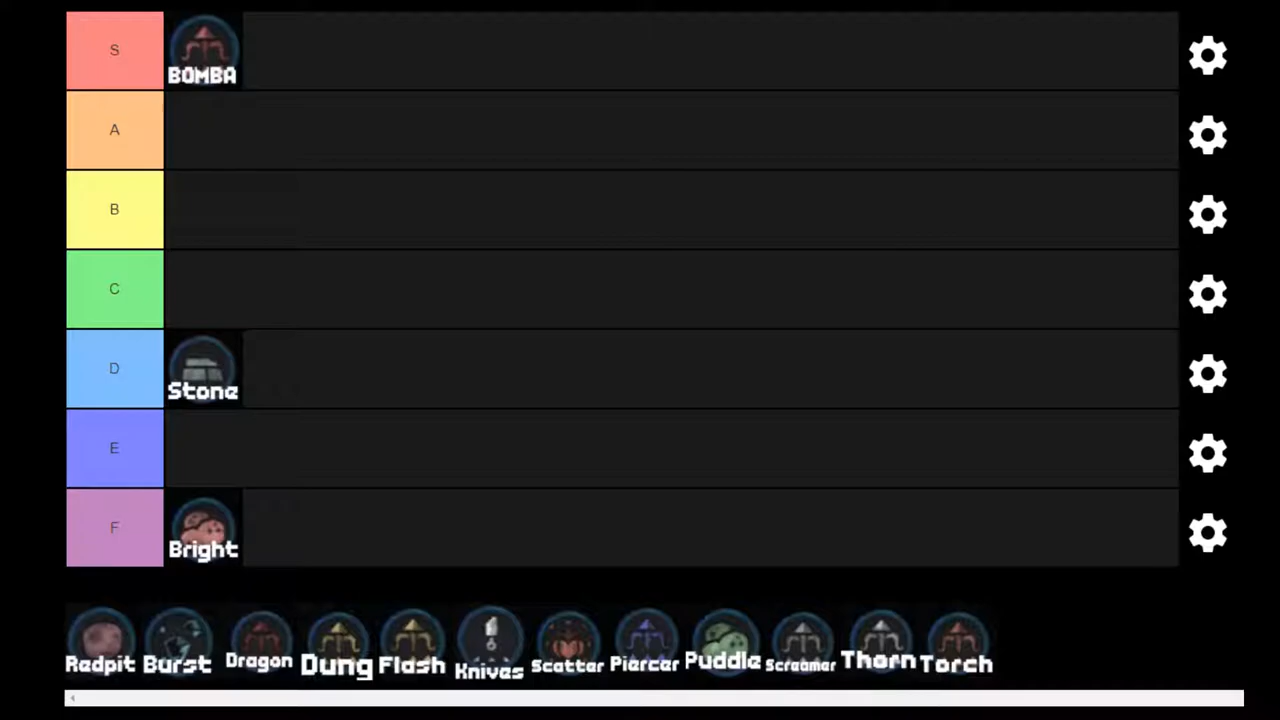 S
BOMBA
A
B
C
D
Stone
E
F
Bright
Redpit Burst Dragon Dung Flash Knives Scatter Piercer Puddle Screamer Thorn Torch